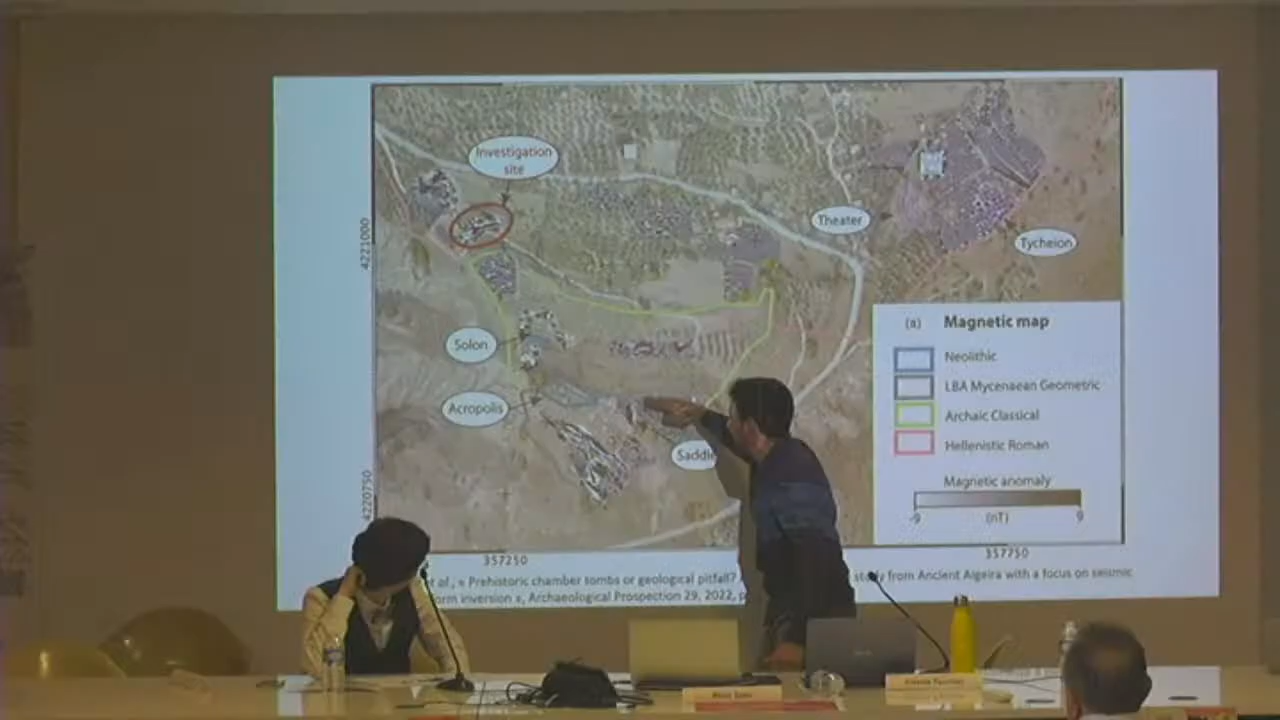 Investigation
site
Theater
Tycheion
4221000
Solon
Acropolis
Saddle
4220750
357250
357750
(a) Magnetic map
Neolithic
LBA Mycenaean Geometric
Archaic Classical
Hellenistic Roman
Magnetic anomaly
-9 (nT) 9
« Prehistoric chamber tombs or geological pitfall? study from Ancient Aigeira with a focus on seismic
form inversion », Archaeological Prospection 29, 2022, p